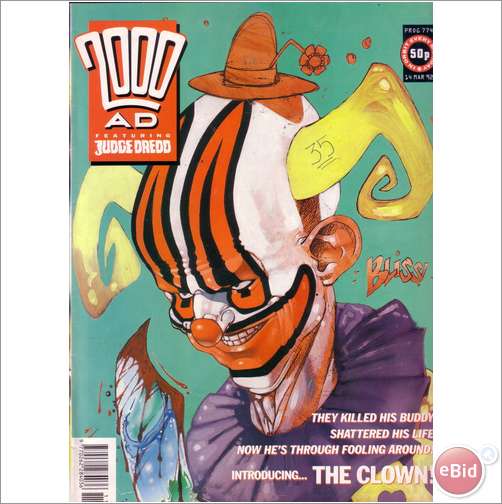 2000
AD
FEATURING
JUDGE DREDD
PROG 774
50p
14 MAR 92
35
BLISS!
THEY KILLED HIS BUDDY
SHATTERED HIS LIFE
NOW HE'S THROUGH FOOLING AROUND!
INTRODUCING... THE CLOWN!
eBid